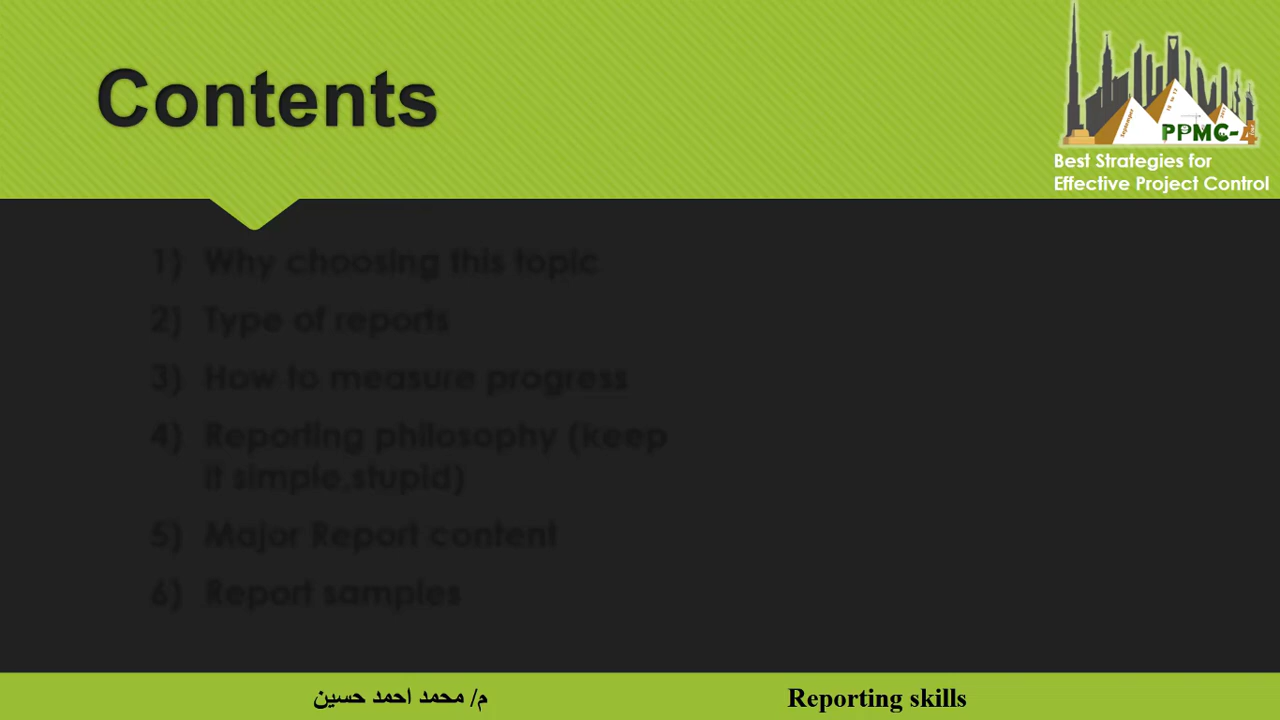 Contents
PPMC-4
Best Strategies for
Effective Project Control
1) Why choosing this topic
2) Type of reports
3) How to measure progress
4) Reporting philosophy (keep
it simple,stupid)
5) Major Report content
6) Report samples
م/ محمد احمد حسين
Reporting skills